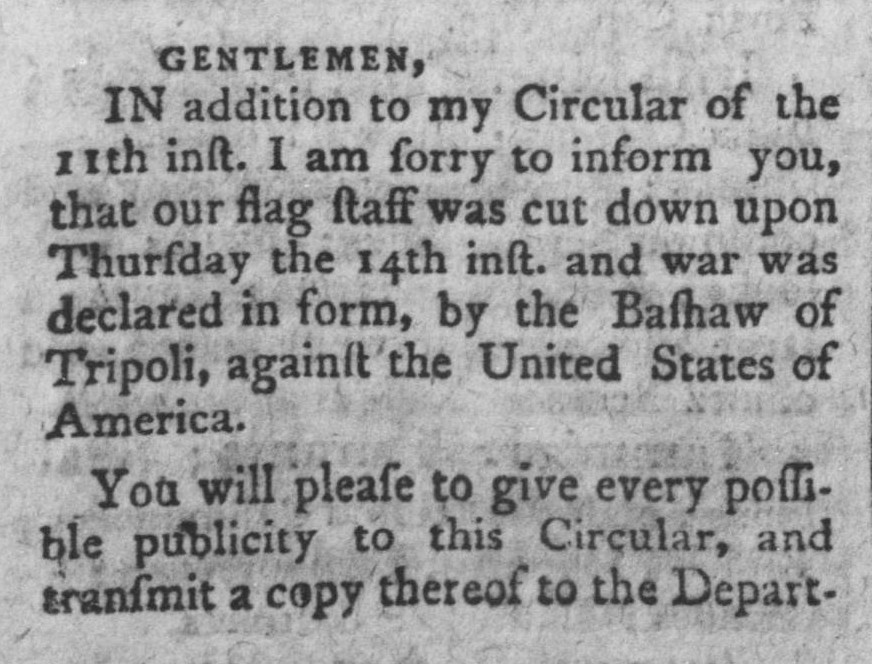 GENTLEMEN,
IN addition to my Circular of the
11th inſt. I am ſorry to inform you,
that our flag ſtaff was cut down upon
Thurſday the 14th inſt. and war was
declared in form, by the Baſhaw of
Tripoli, againſt the United States of
America.
You will pleaſe to give every poſſi-
ble publicity to this Circular, and
tranſmit a copy thereof to the Depart-